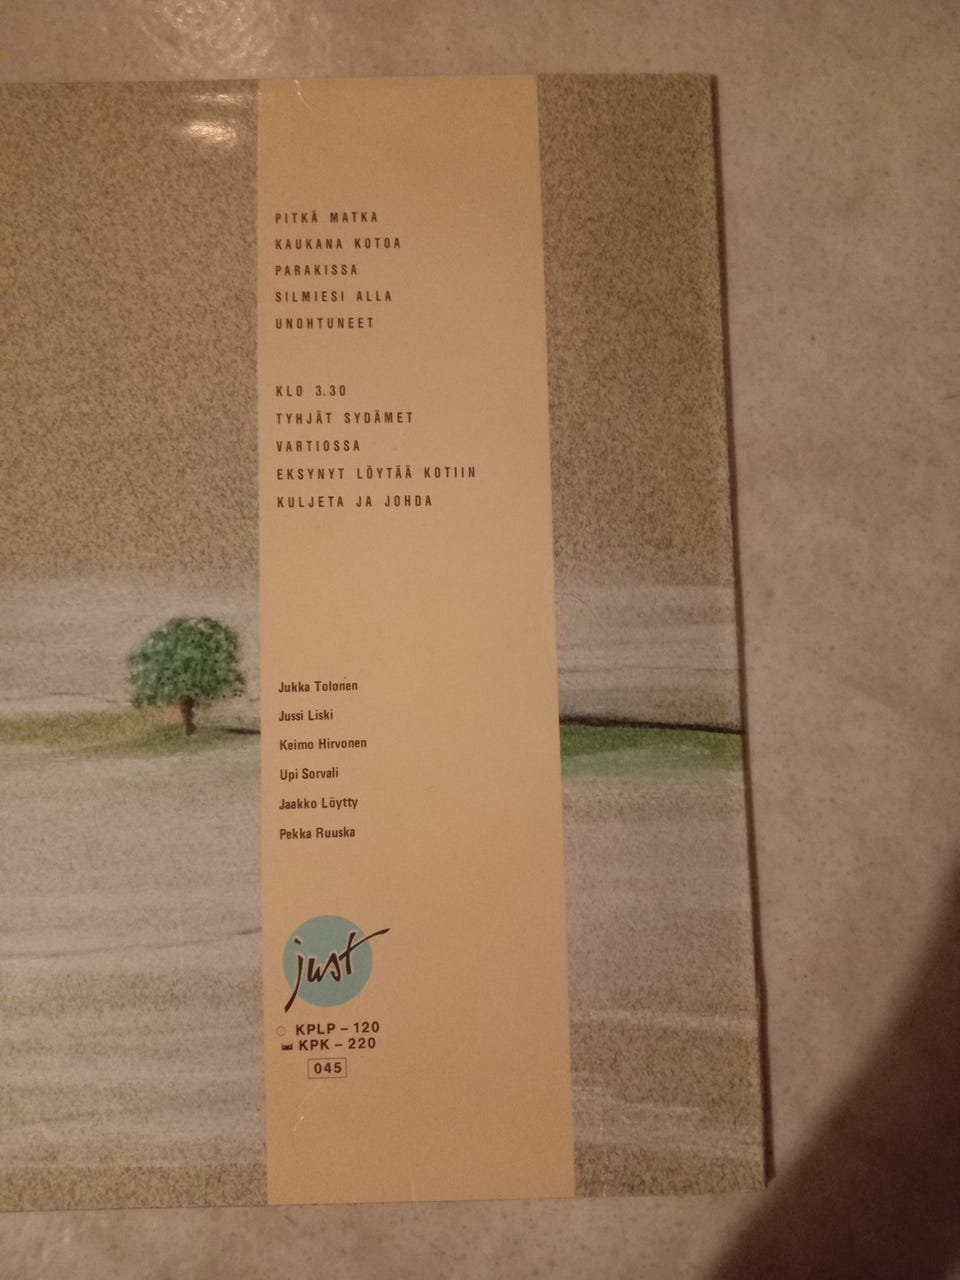 PITKÄ MATKA
KAUKANA KOTOA
PARAKISSA
SILMIESI ALLA
UNOHTUNEET
KLO 3.30
TYHJÄT SYDÄMET
VARTIOSSA
EKSYNYT LÖYTÄÄ KOTIIN
KULJETA JA JOHDA
Jukka Tolonen
Jussi Liski
Keimo Hirvonen
Upi Sorvali
Jaakko Löytty
Pekka Ruuska
just
KPLP – 120
KPK – 220
045